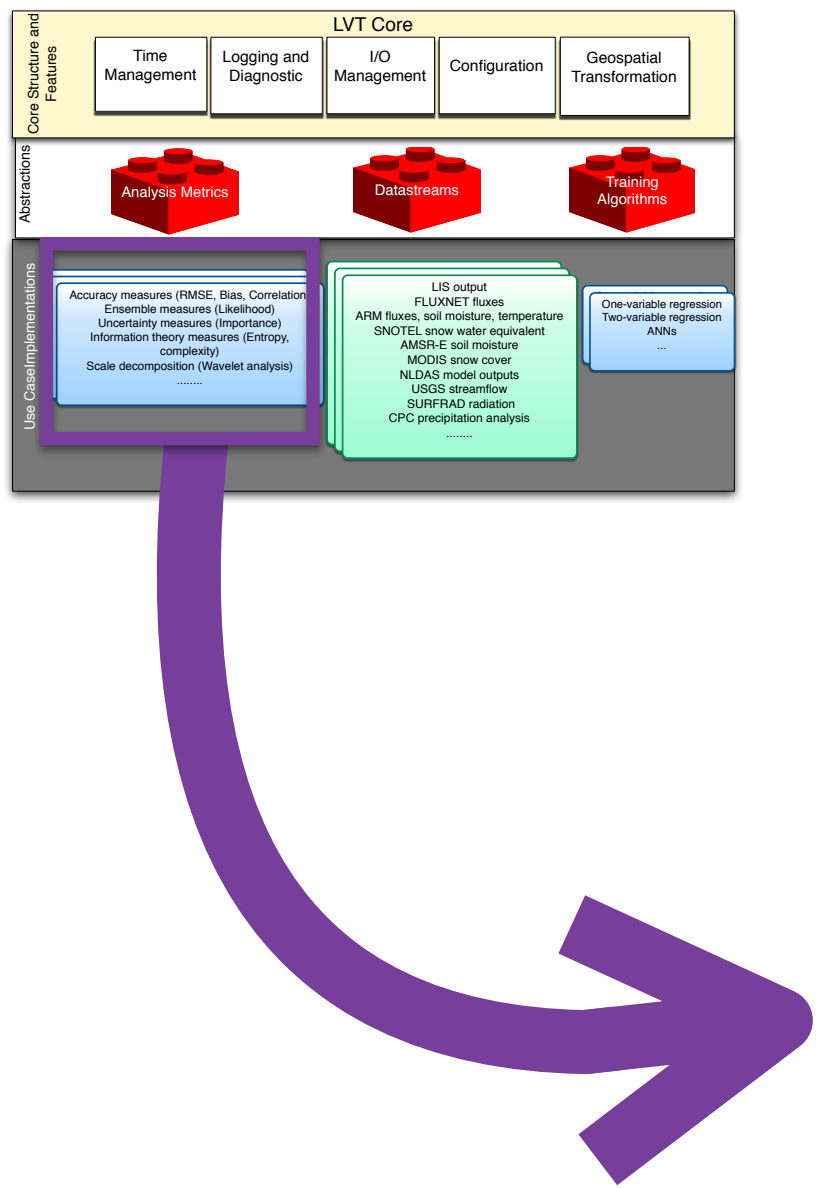 LVT Core
Core Structure and
Features
Time
Management
Logging and
Diagnostic
I/O
Management
Configuration
Geospatial
Transformation
Abstractions
Analysis Metrics
Datastreams
Training
Algorithms
Use CaseImplementations
Accuracy measures (RMSE, Bias, Correlation
Ensemble measures (Likelihood)
Uncertainty measures (Importance)
Information theory measures (Entropy,
complexity)
Scale decomposition (Wavelet analysis)
........
LIS output
FLUXNET fluxes
ARM fluxes, soil moisture, temperature
SNOTEL snow water equivalent
AMSR-E soil moisture
MODIS snow cover
NLDAS model outputs
USGS streamflow
SURFRAD radiation
CPC precipitation analysis
........
One-variable regression
Two-variable regression
ANNs
...